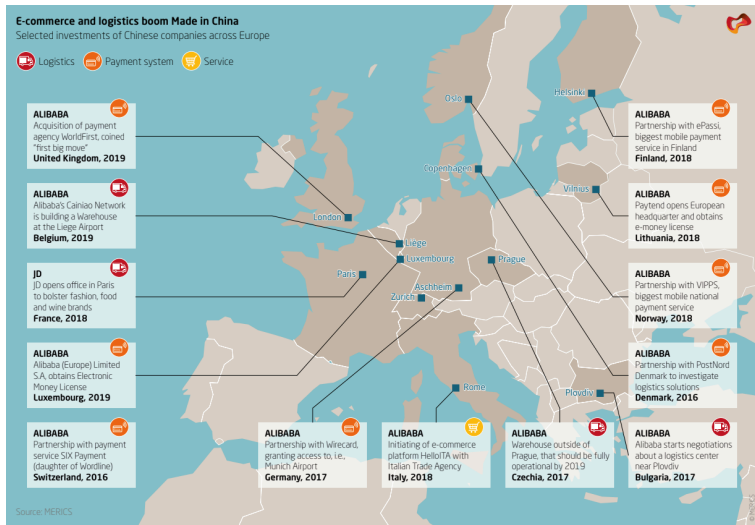 E-commerce and logistics boom Made in China
Selected investments of Chinese companies across Europe
Logistics
Payment system
Service
ALIBABA
Acquisition of payment
agency WorldFirst, coined
"first big move"
United Kingdom, 2019
ALIBABA
Alibaba's Cainiao Network
is building a Warehouse
at the Liege Airport
Belgium, 2019
JD
JD opens office in Paris
to bolster fashion, food
and wine brands
France, 2018
ALIBABA
Alibaba (Europe) Limited
S.A, obtains Electronic
Money License
Luxembourg, 2019
ALIBABA
Partnership with payment
service SIX Payment
(daughter of Wordline)
Switzerland, 2016
ALIBABA
Partnership with Wirecard,
granting access to, i.e.,
Munich Airport
Germany, 2017
ALIBABA
Initiating of e-commerce
platform HelloITA with
Italian Trade Agency
Italy, 2018
ALIBABA
Warehouse outside of
Prague, that should be fully
operational by 2019
Czechia, 2017
ALIBABA
Alibaba starts negotiations
about a logistics center
near Plovdiv
Bulgaria, 2017
ALIBABA
Partnership with ePassi,
biggest mobile payment
service in Finland
Finland, 2018
ALIBABA
Paytend opens European
headquarter and obtains
e-money license
Lithuania, 2018
ALIBABA
Partnership with VIPPS,
biggest mobile national
payment service
Norway, 2018
ALIBABA
Partnership with PostNord
Denmark to investigate
logistics solutions
Denmark, 2016
Oslo
Helsinki
Copenhagen
Vilnius
London
Liege
Luxembourg
Prague
Paris
Aschheim
Zurich
Rome
Plovdiv
Source: MERICS